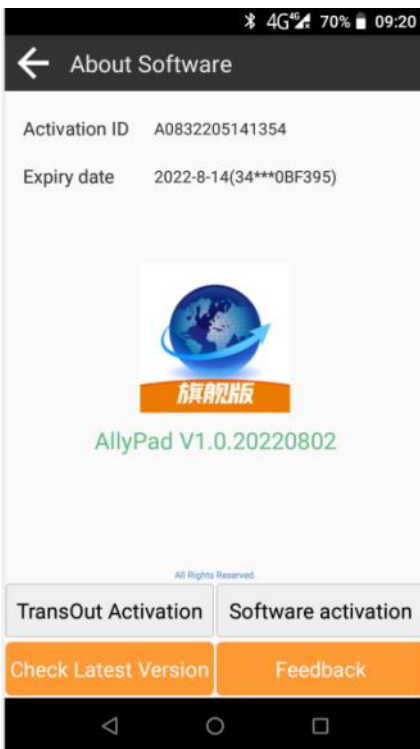 4G 4G 70% 09:20
About Software
Activation ID A0832205141354
Expiry date 2022-8-14(34***0BF395)
旗舰版
AllyPad V1.0.20220802
All Rights Reserved.
TransOut Activation Software activation
Check Latest Version Feedback